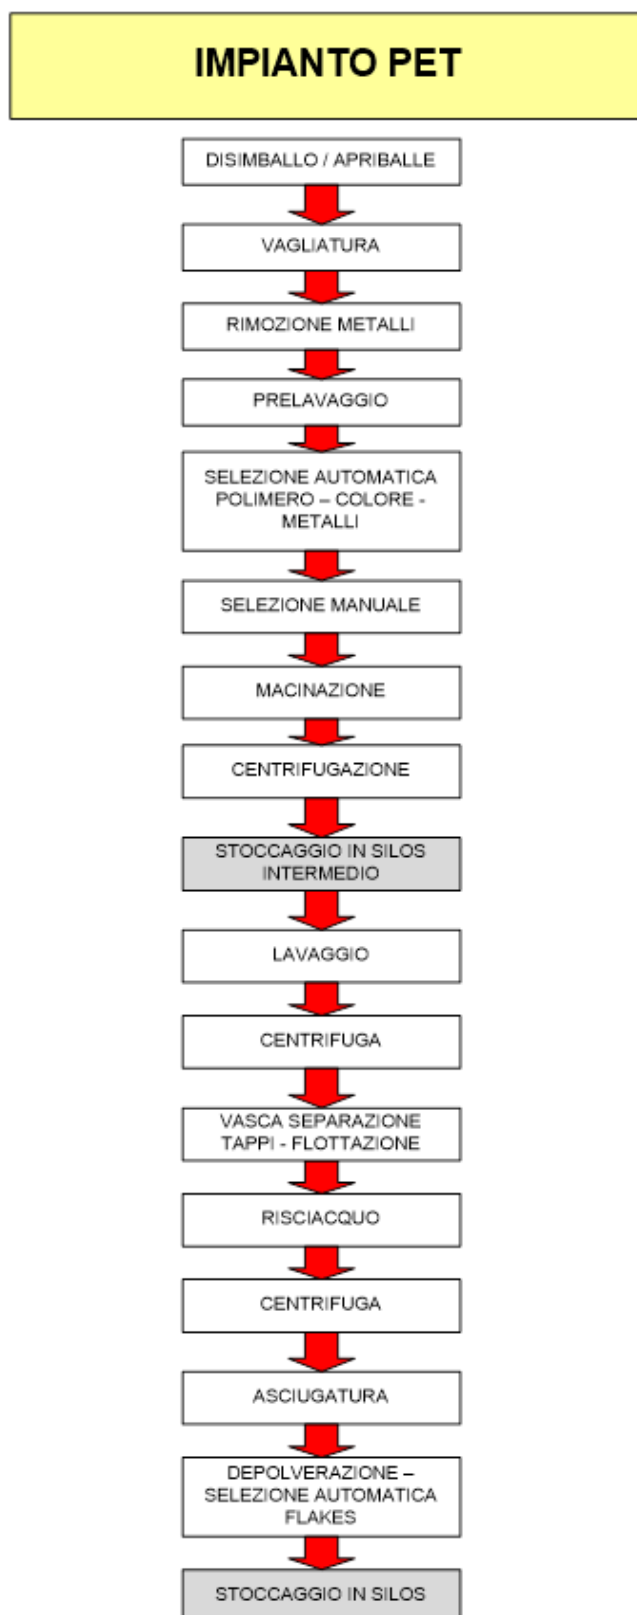 IMPIANTO PET
DISIMBALLO / APRIBALLE
VAGLIATURA
RIMOZIONE METALLI
PRELAVAGGIO
SELEZIONE AUTOMATICA
POLIMERO – COLORE -
METALLI
SELEZIONE MANUALE
MACINAZIONE
CENTRIFUGAZIONE
STOCCAGGIO IN SILOS
INTERMEDIO
LAVAGGIO
CENTRIFUGA
VASCA SEPARAZIONE
TAPPI - FLOTTAZIONE
RISCIACQUO
CENTRIFUGA
ASCIUGATURA
DEPOLVERAZIONE –
SELEZIONE AUTOMATICA
FLAKES
STOCCAGGIO IN SILOS